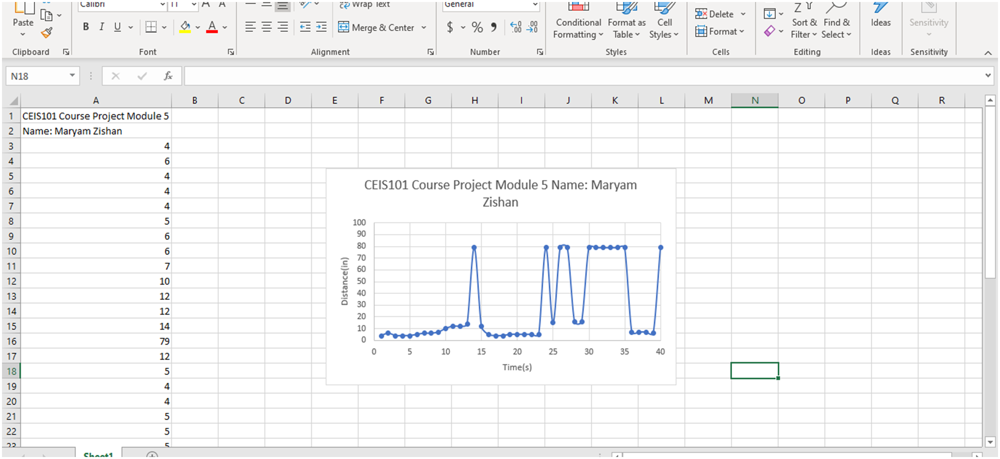 Calibri 11 A A Wrap Text General
Paste B I U A Merge & Center $ % 9 .00 .00 Conditional Formatting Format as Table Cell Styles Delete Format Sort & Filter Find & Select Ideas Sensitivity
Clipboard Font Alignment Number Styles Cells Editing Ideas Sensitivity
N18 fx
A B C D E F G H I J K L M N O P Q R
1 CEIS101 Course Project Module 5
2 Name: Maryam Zishan
3 4
4 6
5 4
6 4
7 4
8 5
9 6
10 6
11 7
12 10
13 12
14 12
15 14
16 79
17 12
18 5
19 4
20 4
21 5
22 5
23 5
CEIS101 Course Project Module 5 Name: Maryam
Zishan
100
90
80
70
60
50
40
30
20
10
0
Distance(in)
0 5 10 15 20 25 30 35 40
Time(s)
Sheet1